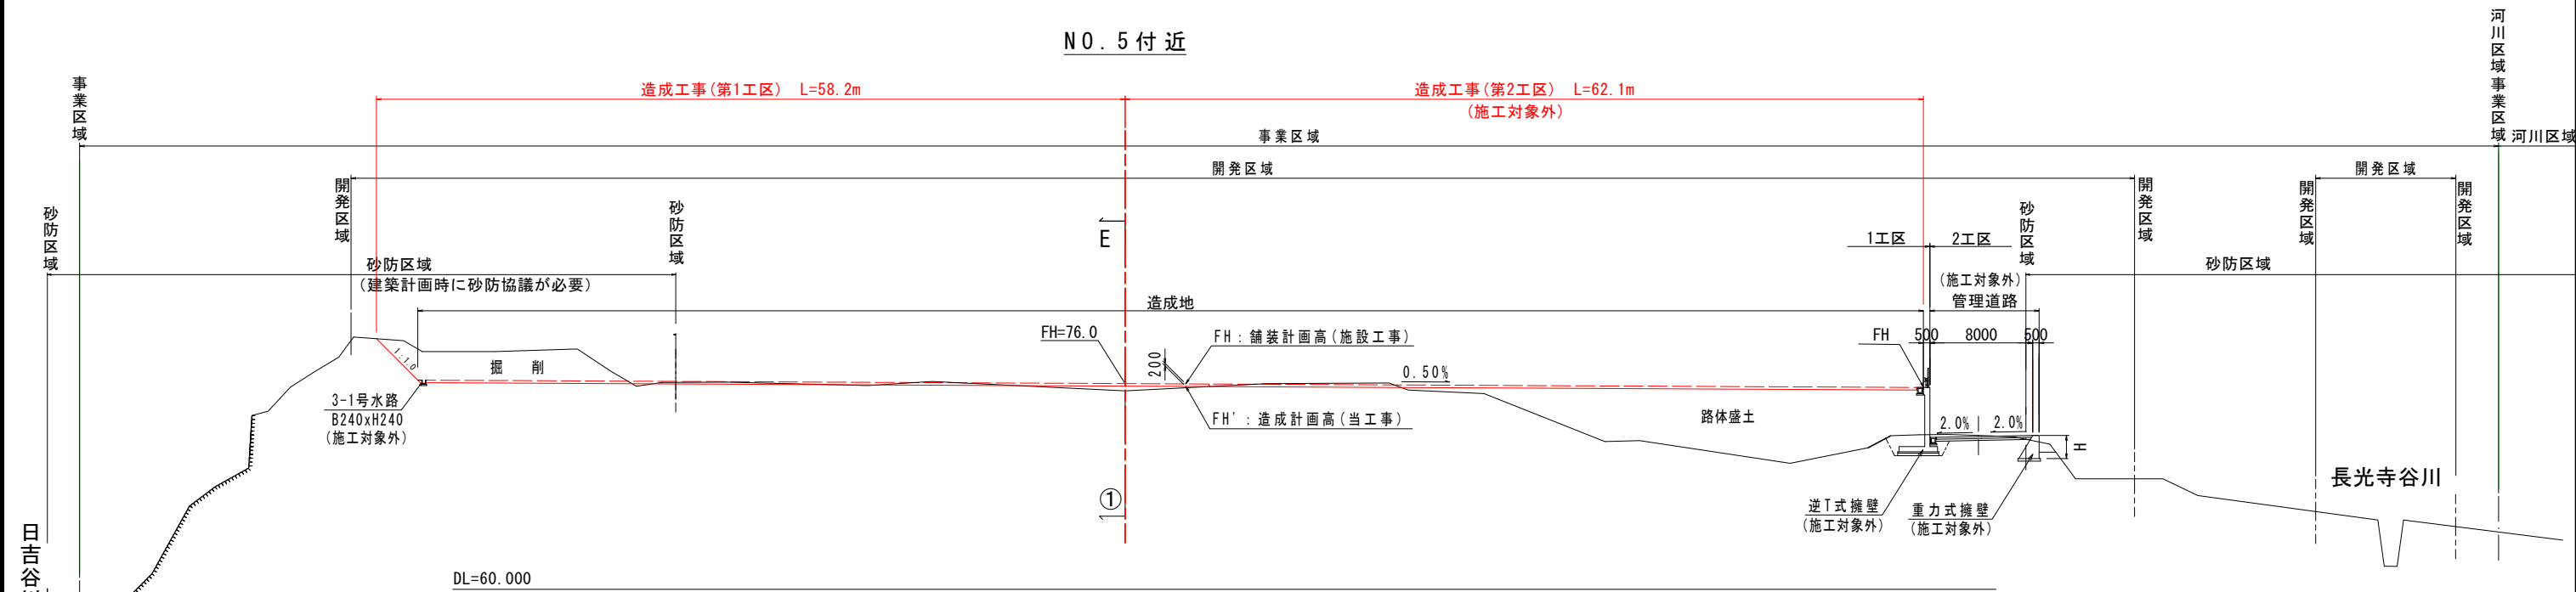 NO.5付近
河川区域
事業区域
造成工事(第1工区) L=58.2m
造成工事(第2工区) L=62.1m
(施工対象外)
事業区域
事業区域
河川区域
開発区域
開発区域
開発区域
開発区域
開発区域
開発区域
砂防区域
砂防区域
砂防区域
砂防区域
(建築計画時に砂防協議が必要)
砂防区域
E
1工区
2工区
(施工対象外)
管理道路
造成地
FH=76.0
FH：舗装計画高(施設工事)
200
FH':造成計画高(当工事)
0.50%
FH
500
8000
500
1:1.0
掘 削
3-1号水路
B240xH240
(施工対象外)
路体盛土
2.0%
2.0%
H
①
逆T式擁壁
(施工対象外)
重力式擁壁
(施工対象外)
長光寺谷川
日吉谷
DL=60.000